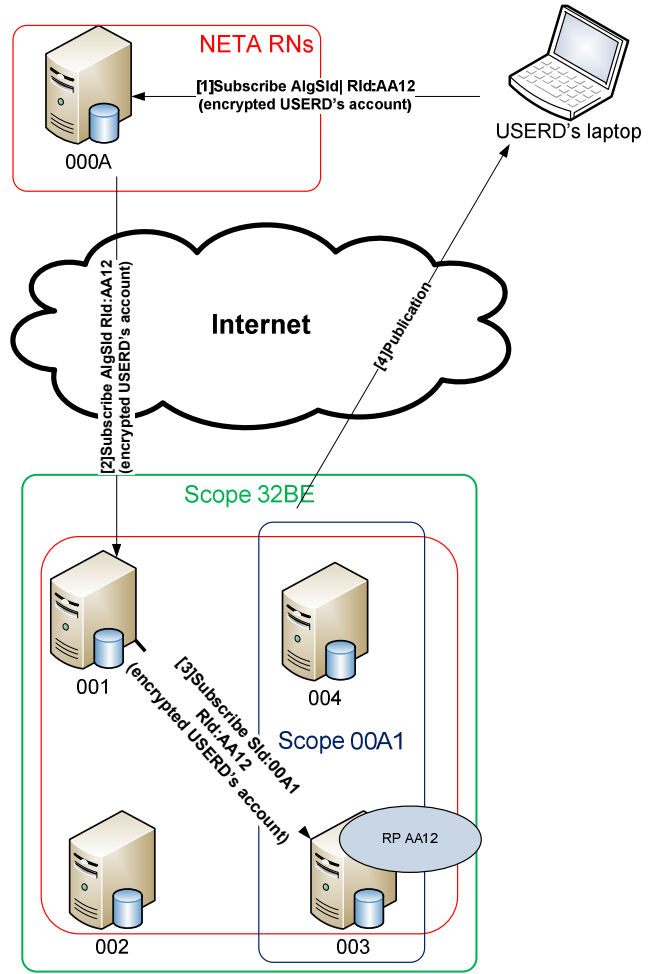 NETA RNs
[1]Subscribe AlgSId| RId:AA12
(encrypted USERD's account)
USERD's laptop
000A
[2]Subscribe AlgSId RId:AA12
(encrypted USERD's account)
Internet
[4]Publication
Scope 32BE
001
004
[3]Subscribe SId:00A1
RId:AA12
(encrypted USERD's account)
Scope 00A1
RP AA12
002
003